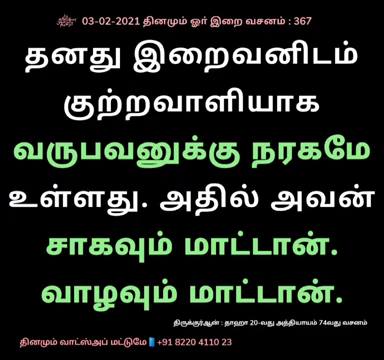 03-02-2021 தினமும் ஓர் இறை வசனம் : 367
தனது இறைவனிடம்
குற்றவாளியாக
வருபவனுக்கு நரகமே
உள்ளது. அதில் அவன்
சாகவும் மாட்டான்.
வாழவும் மாட்டான்.
திருக்குர்ஆன் : தாஹா 20-வது அத்தியாயம் 74வது வசனம்
தினமும் வாட்ஸ்அப் மட்டுமே +91 8220 4110 23